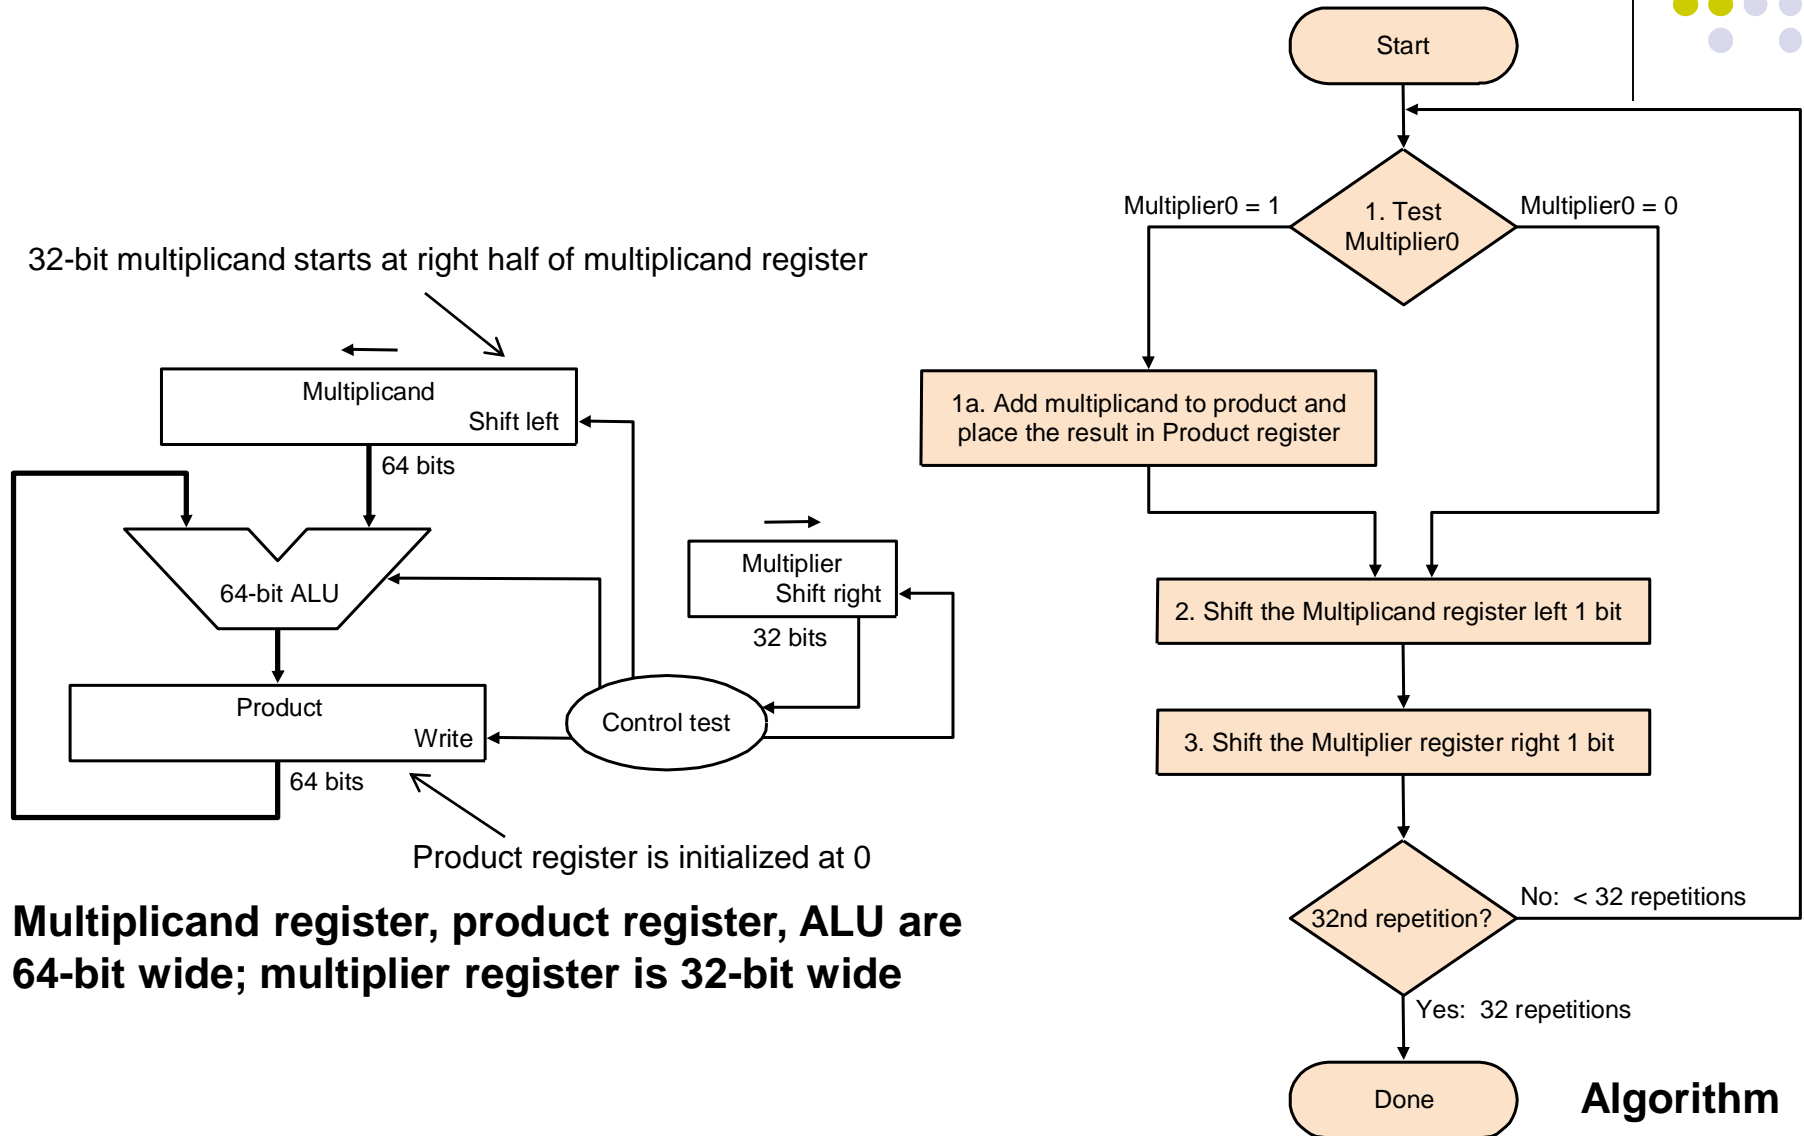 32-bit multiplicand starts at right half of multiplicand register
Multiplicand
Shift left
64 bits
64-bit ALU
Multiplier
Shift right
32 bits
Product
Write
64 bits
Control test
Product register is initialized at 0
Multiplicand register, product register, ALU are
64-bit wide; multiplier register is 32-bit wide
Start
Multiplier0 = 1
1. Test
Multiplier0
Multiplier0 = 0
1a. Add multiplicand to product and
place the result in Product register
2. Shift the Multiplicand register left 1 bit
3. Shift the Multiplier register right 1 bit
32nd repetition?
No: < 32 repetitions
Yes: 32 repetitions
Done
Algorithm